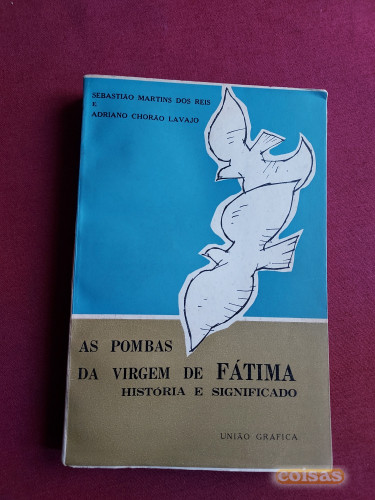 SEBASTIÃO MARTINS DOS REIS
E
ADRIANO CHORÃO LAVAJO
AS POMBAS
DA VIRGEM DE FÁTIMA
HISTÓRIA E SIGNIFICADO
UNIÃO GRÁFICA
coisas